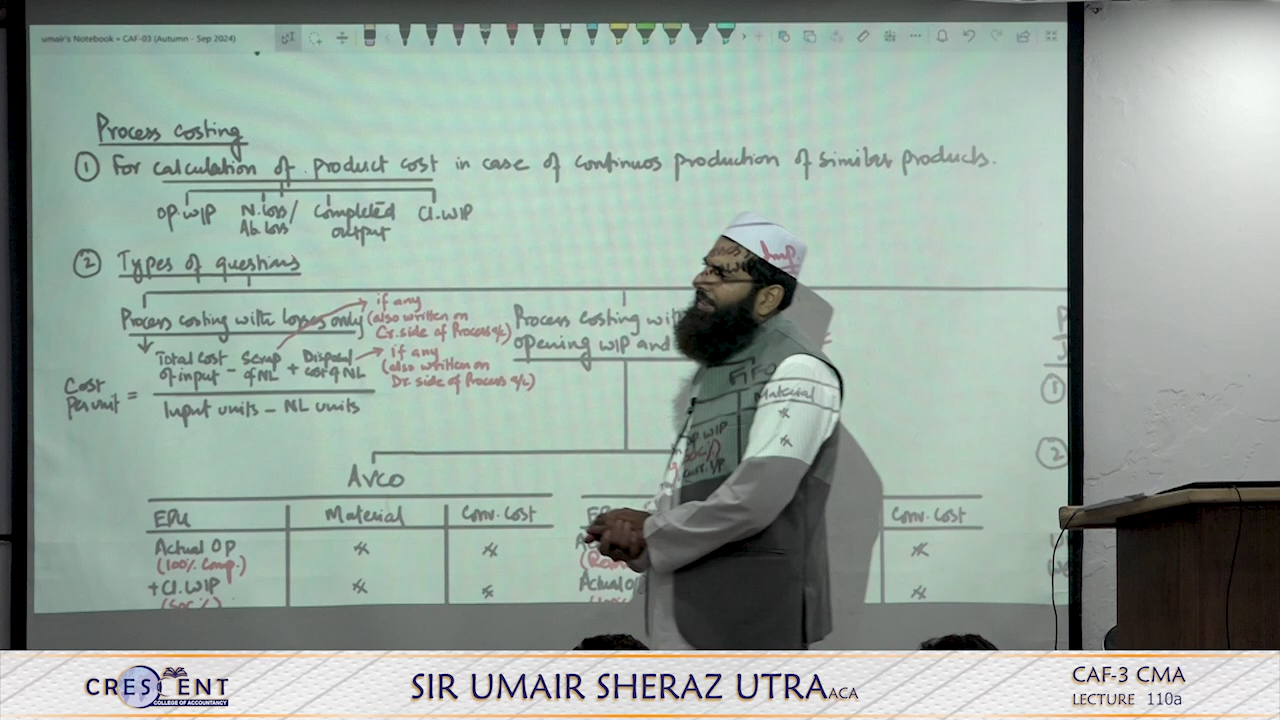 umair's Notebook » CAF-03 (Autumn - Sep 2024)
Process costing
① For calculation of product cost in case of continuos production of similar products.
OP.WIP N.loss/ Ab.loss Completed output Cl.WIP
② Types of questions
Process costing with losses only
if any
(also written on
Cr. side of Process a/c)
Process costing with
opening WIP and
Cost per unit = Total Cost of input - Scrap of NL + Disposal cost of NL
if any
(also written on
Dr. side of Process a/c)
Input units - NL units
①
②
Material
OP.WIP
AVCO
EPU Material Conv. Cost
Actual OP
(100% Comp.)
+ Cl.WIP
Conv. Cost
Actual O
CRESCENT
COLLEGE OF ACCOUNTANCY
SIR UMAIR SHERAZ UTRA ACA
CAF-3 CMA
LECTURE 110a